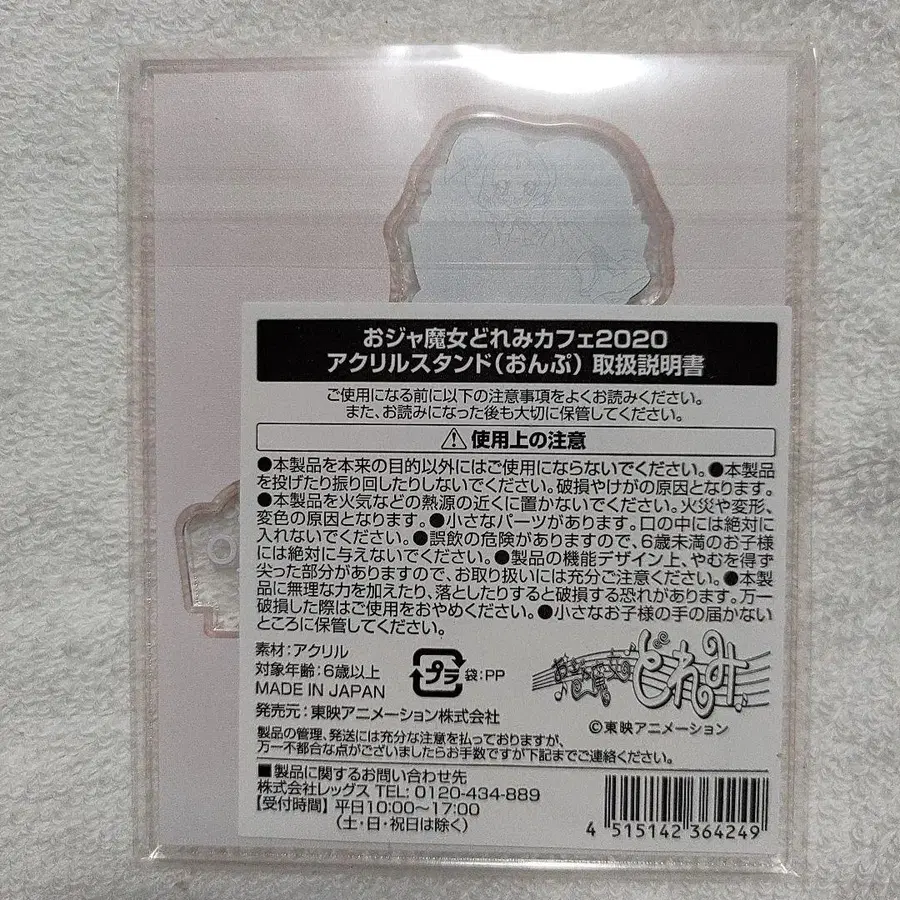 おジャ魔女どれみカフェ2020
アクリルスタンド(おんぷ) 取扱説明書
ご使用になる前に以下の注意事項をよくお読みください。
また、お読みになった後も大切に保管してください。
⚠使用上の注意
●本製品を本来の目的以外にはご使用にならないでください。●本製品
を投げたり振り回したりしないでください。破損やけがの原因となります。
●本製品を火気などの熱源の近くに置かないでください。火災や変形、
変色の原因となります。●小さなパーツがあります。口の中には絶対に
入れないでください。●誤飲の危険がありますので、6歳未満のお子様
には絶対に与えないでください。●製品の機能デザイン上、やむを得ず
尖った部分がありますので、お取り扱いには充分ご注意ください。●本製
品に無理な力を加えたり、落としたりすると破損する恐れがあります。万一
破損した際はご使用をおやめください。●小さなお子様の手の届かない
ところに保管してください。
素材:アクリル
対象年齢:6歳以上
MADE IN JAPAN
プラ 袋:PP
おジャ魔女
どれみ
発売元:東映アニメーション株式会社
©東映アニメーション
製品の管理、発送には充分な注意を払っておりますが、
万一不都合な点がございましたらお手数ですが下記までご連絡ください。
■製品に関するお問い合わせ先
株式会社レッグス TEL: 0120-434-889
【受付時間】平日10:00〜17:00
(土・日・祝日は除く)
4 515142 364249